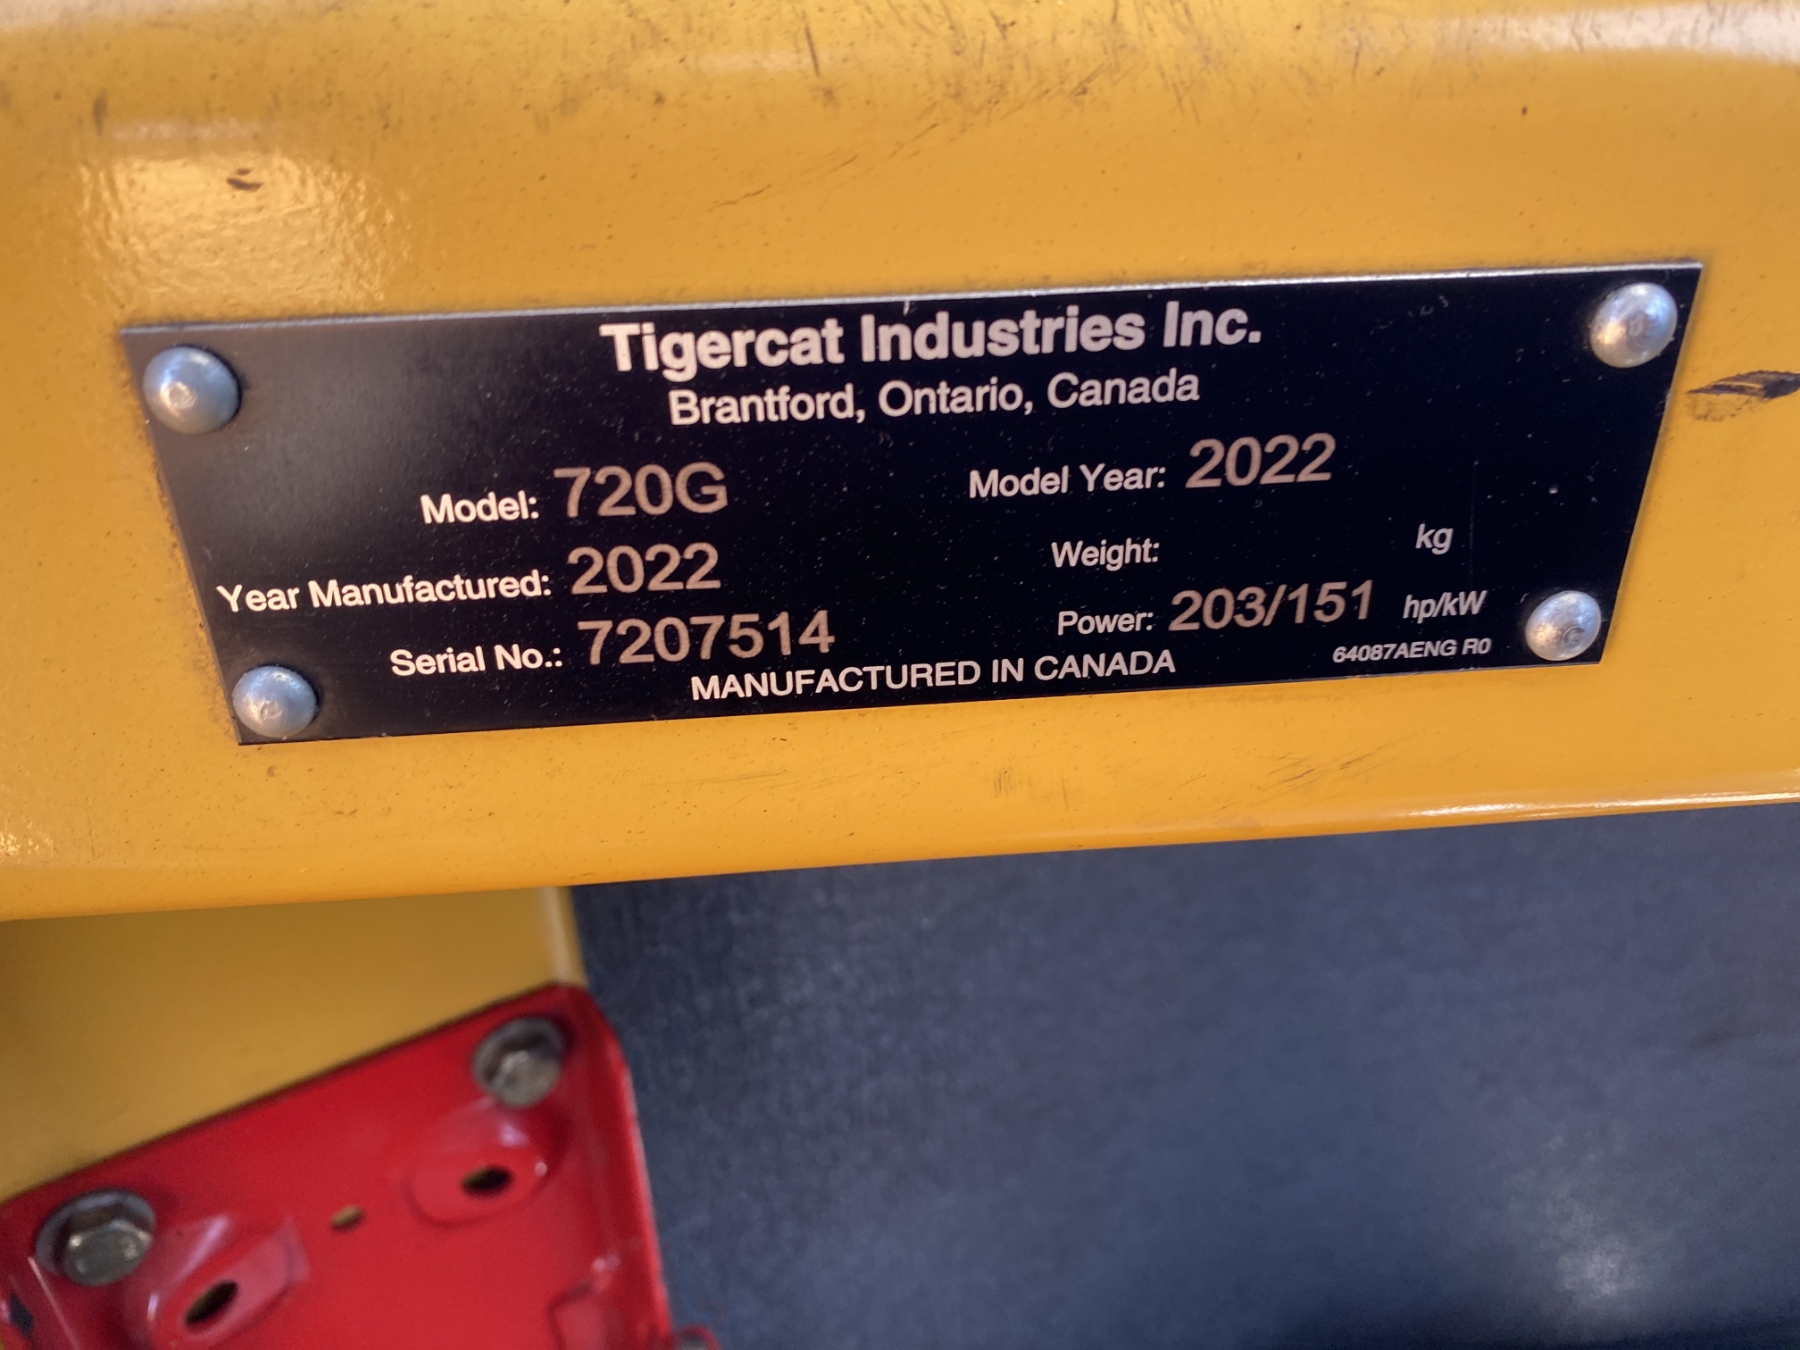 Tigercat Industries Inc.
Brantford, Ontario, Canada
Model: 720G Model Year: 2022
Year Manufactured: 2022 Weight: kg
Serial No.: 7207514 Power: 203/151 hp/kW
MANUFACTURED IN CANADA 64087AENG R0